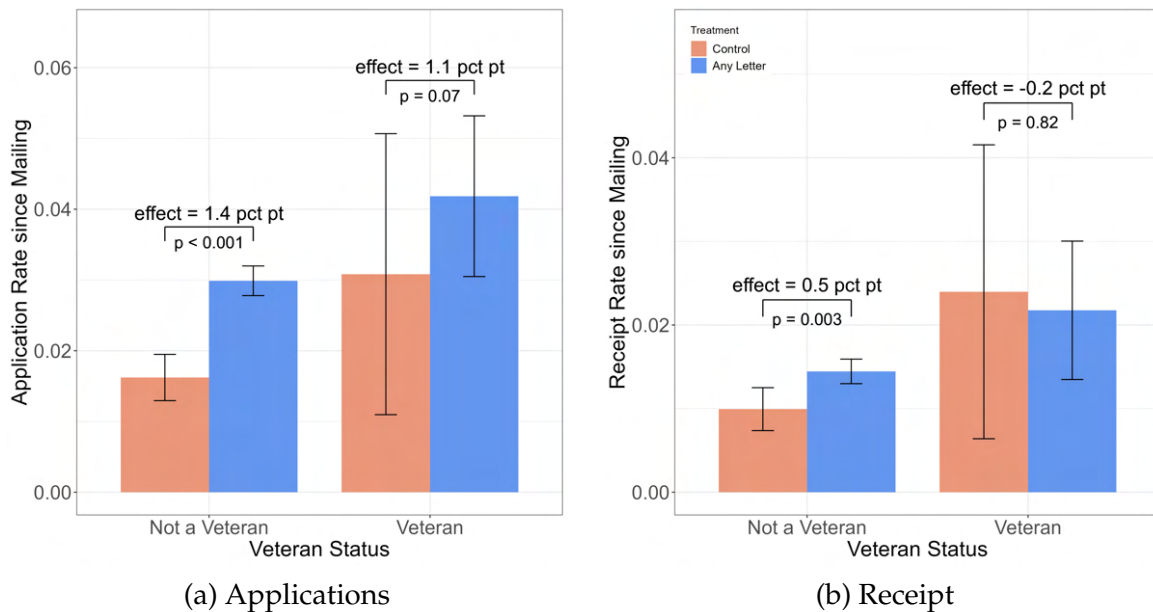 Application Rate since Mailing
0.06
0.04
0.02
0.00
effect = 1.4 pct pt
p < 0.001
effect = 1.1 pct pt
p = 0.07
Not a Veteran
Veteran
Veteran Status
(a) Applications
Receipt Rate since Mailing
0.04
0.02
0.00
Treatment
Control
Any Letter
effect = 0.5 pct pt
p = 0.003
effect = -0.2 pct pt
p = 0.82
Not a Veteran
Veteran
Veteran Status
(b) Receipt